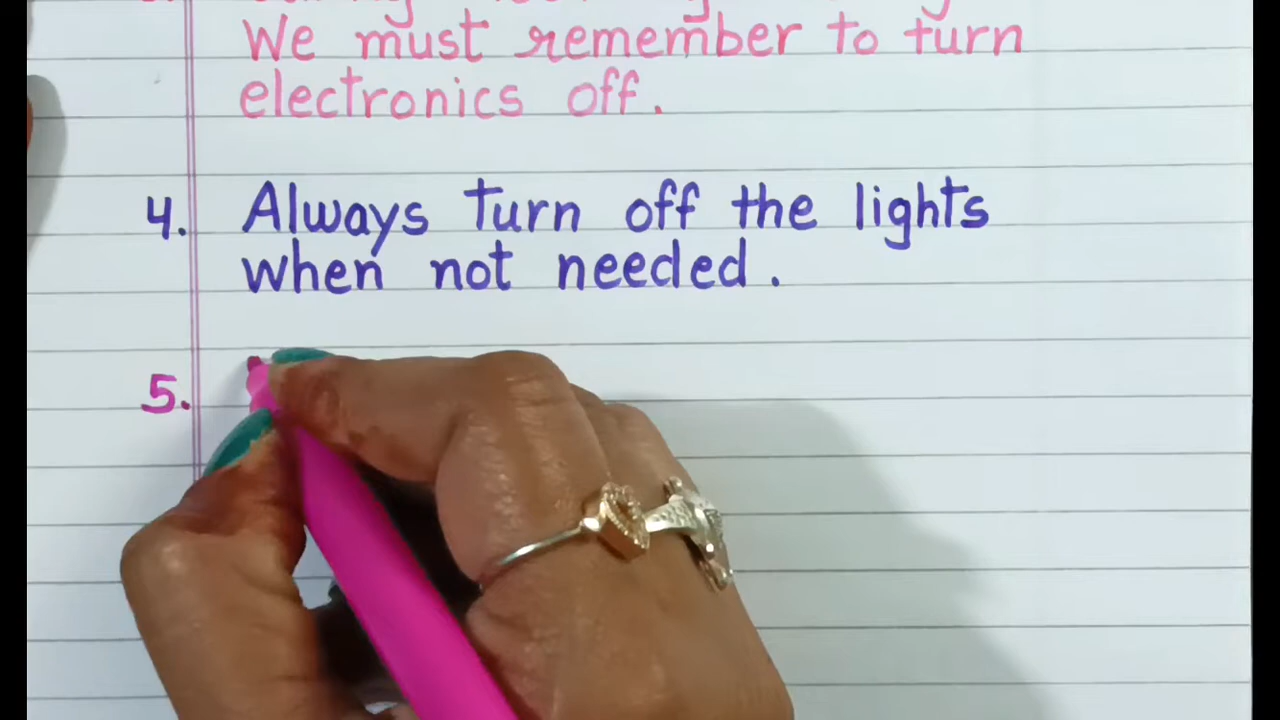 We must remember to turn
electronics off.
4. Always turn off the lights
when not needed.
5.